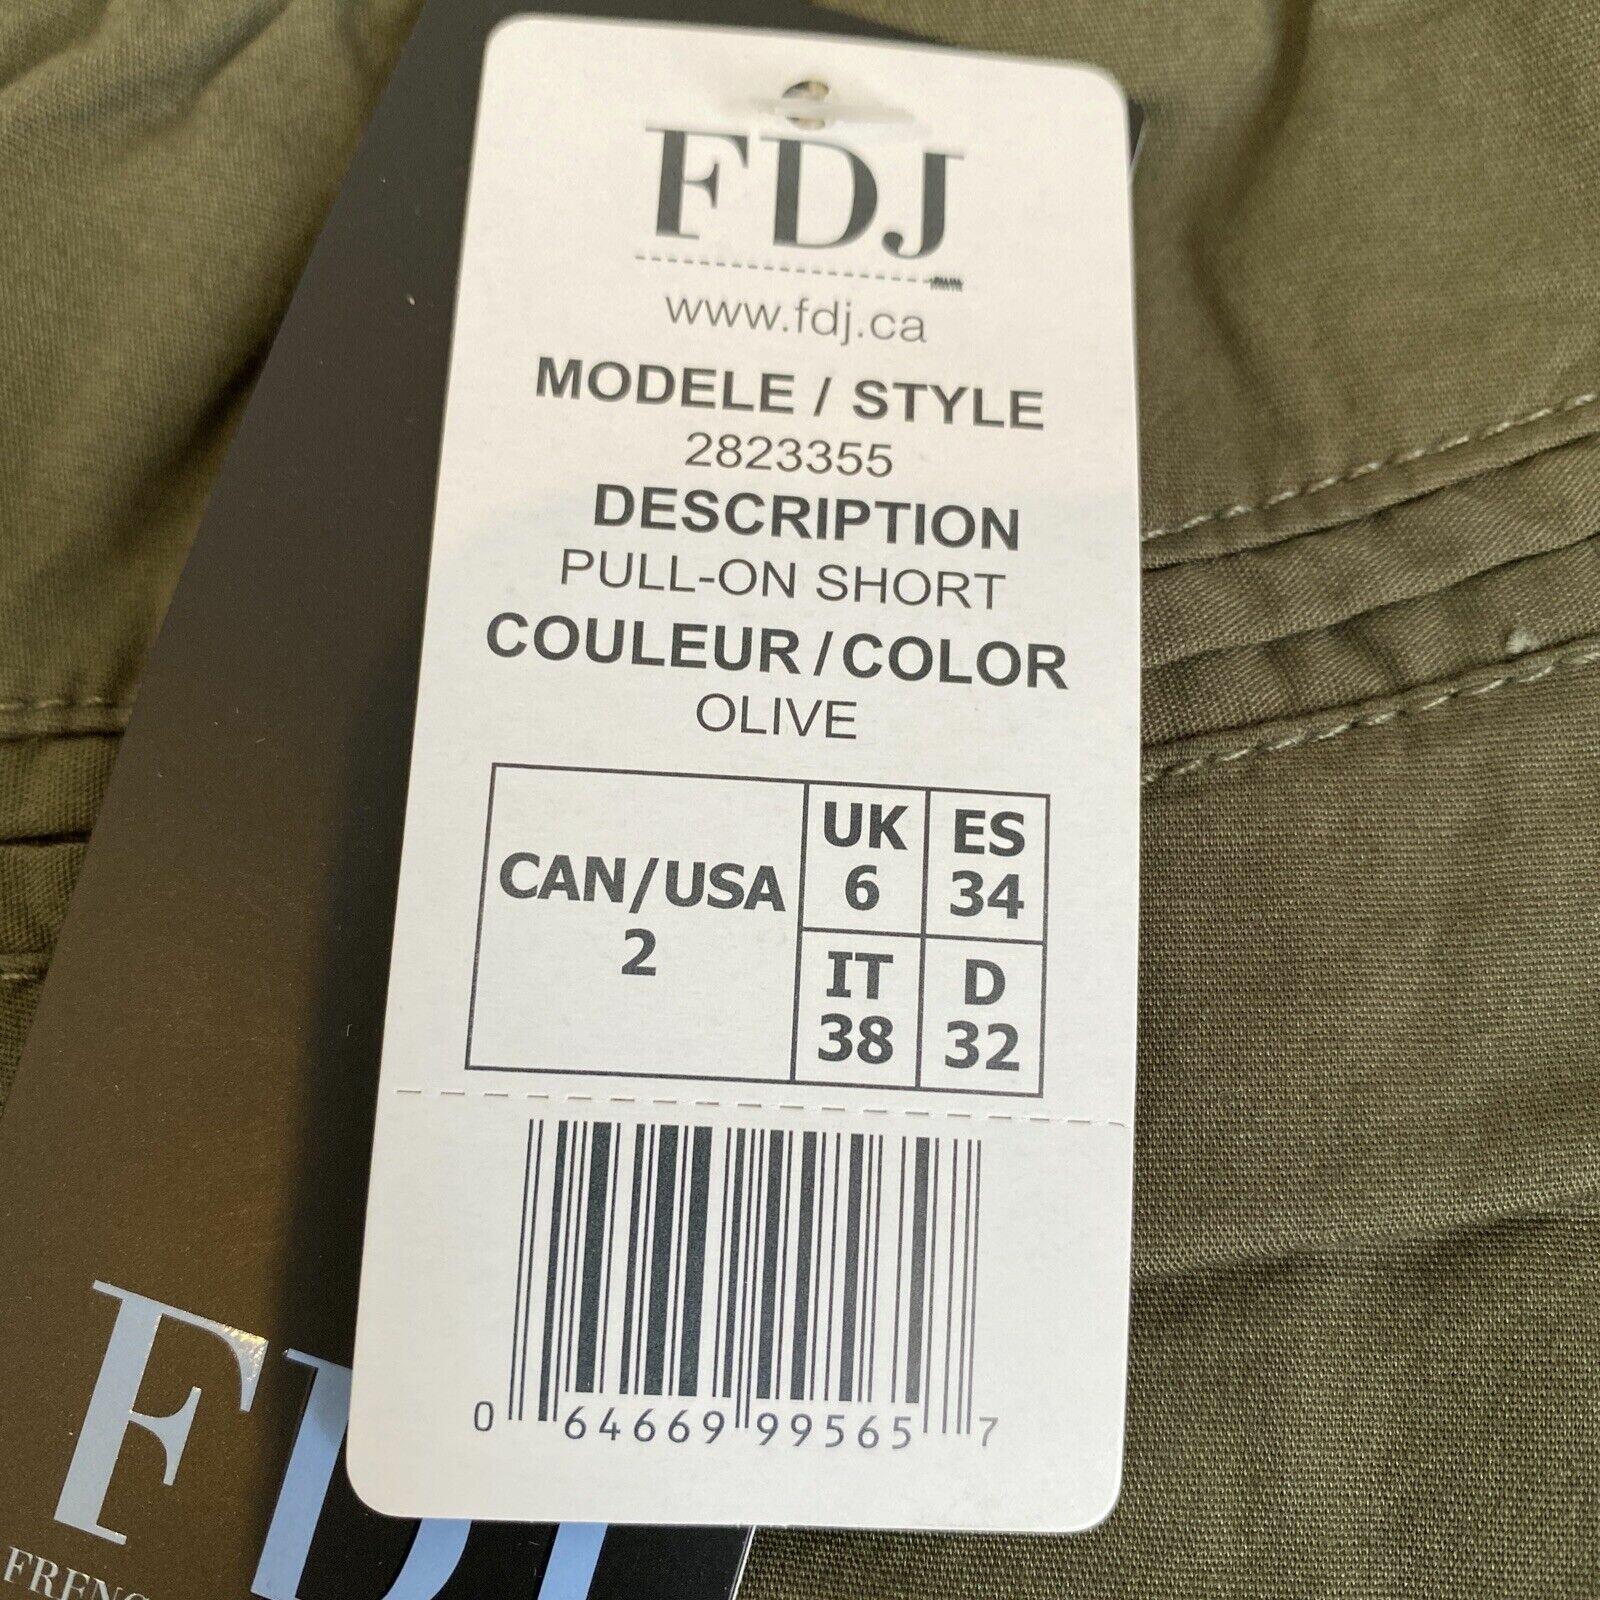 FDJ
www.fdj.ca
MODELE / STYLE
2823355
DESCRIPTION
PULL-ON SHORT
COULEUR / COLOR
OLIVE
CAN/USA
2
UK
6
ES
34
IT
38
D
32
0 64669 99565 7